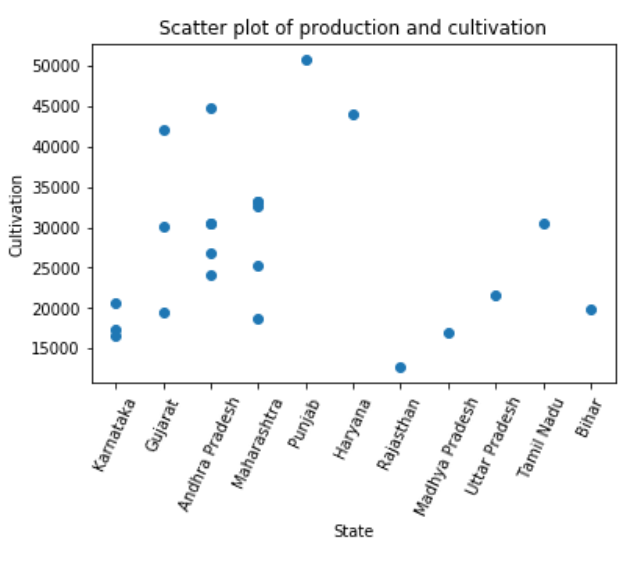 Scatter plot of production and cultivation
50000
45000
40000
35000
30000
25000
20000
15000
Cultivation
Karnataka
Gujarat
Andhra Pradesh
Maharashtra
Punjab
Haryana
Rajasthan
Madhya Pradesh
Uttar Pradesh
Tamil Nadu
Bihar
State